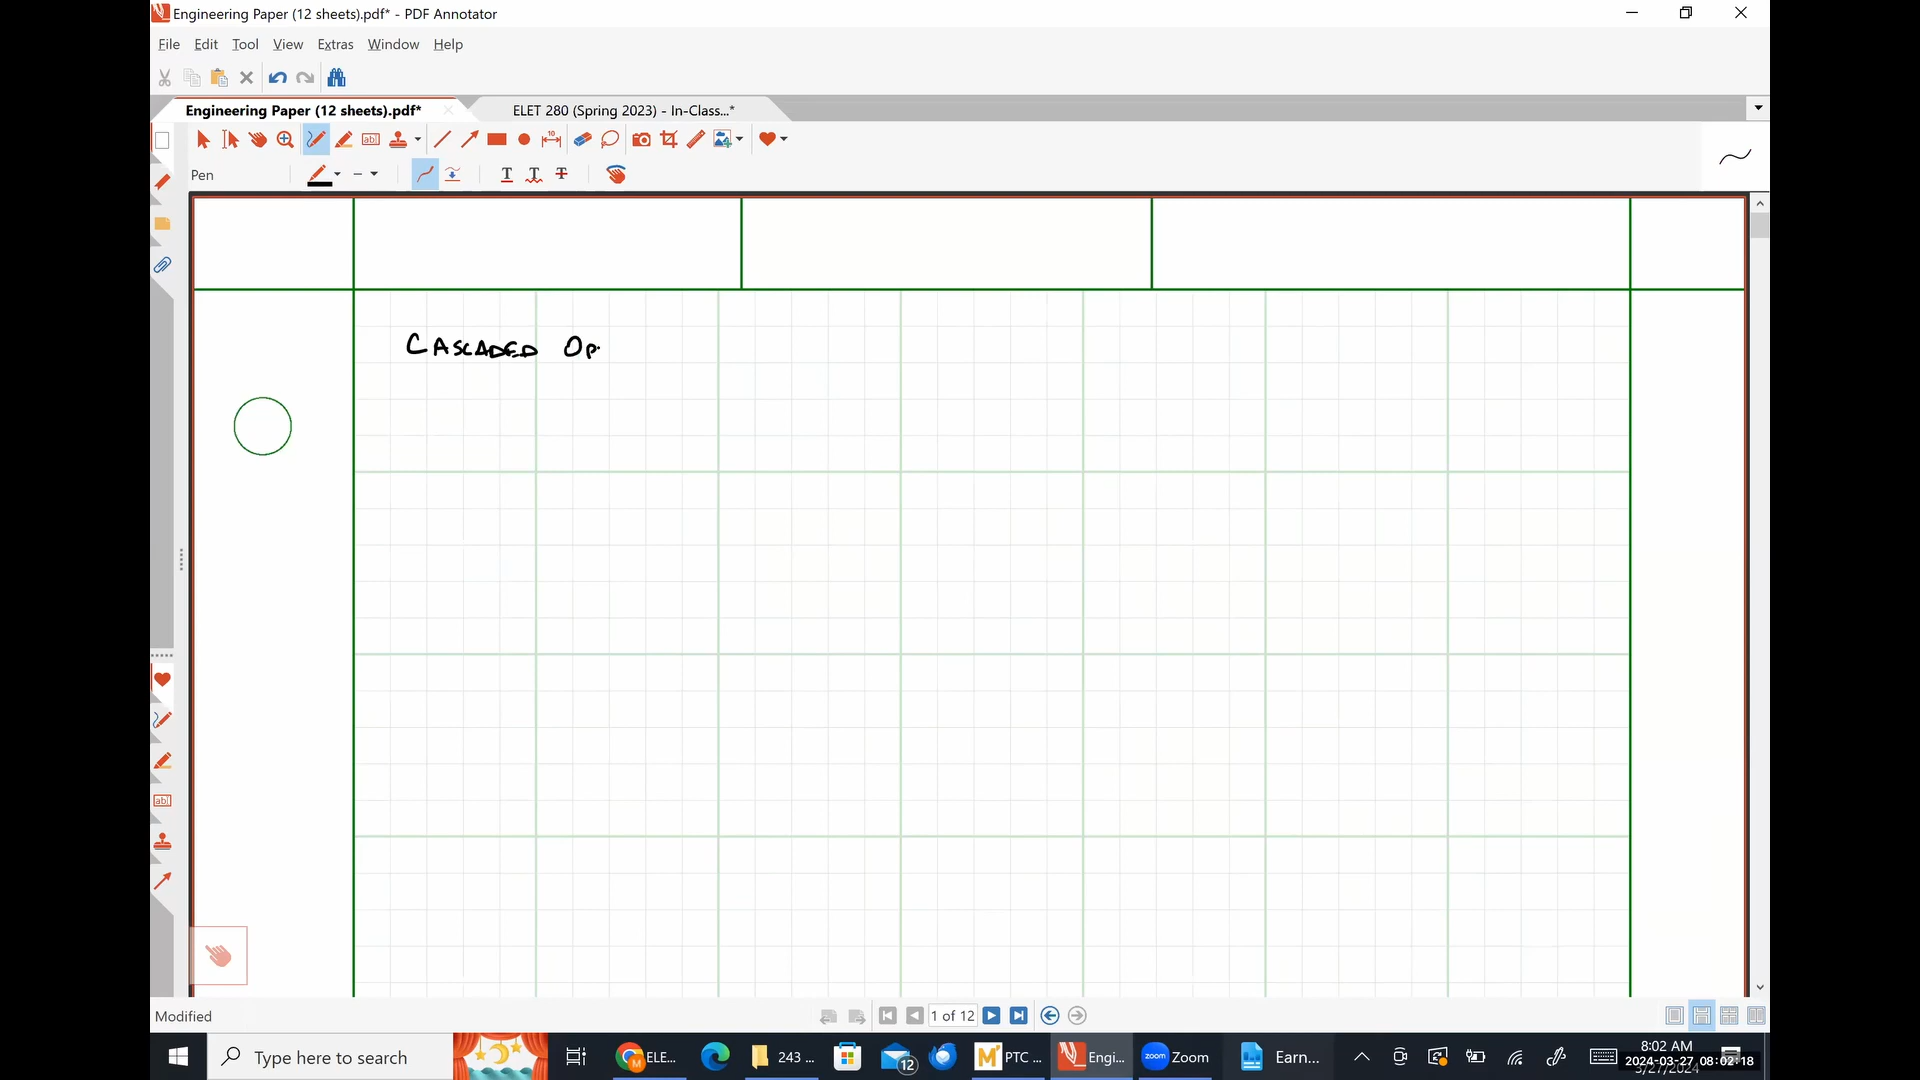 Engineering Paper (12 sheets).pdf* - PDF Annotator
File Edit Tool View Extras Window Help
Engineering Paper (12 sheets).pdf* ELET 280 (Spring 2023) - In-Class...*
Pen
CASCADED Op
Modified
1 of 12
Type here to search
12
ELE...
243 ...
PTC ...
Engi...
zoom
Zoom
Earn...
8:02 AM
2024-03-27 08:02:18